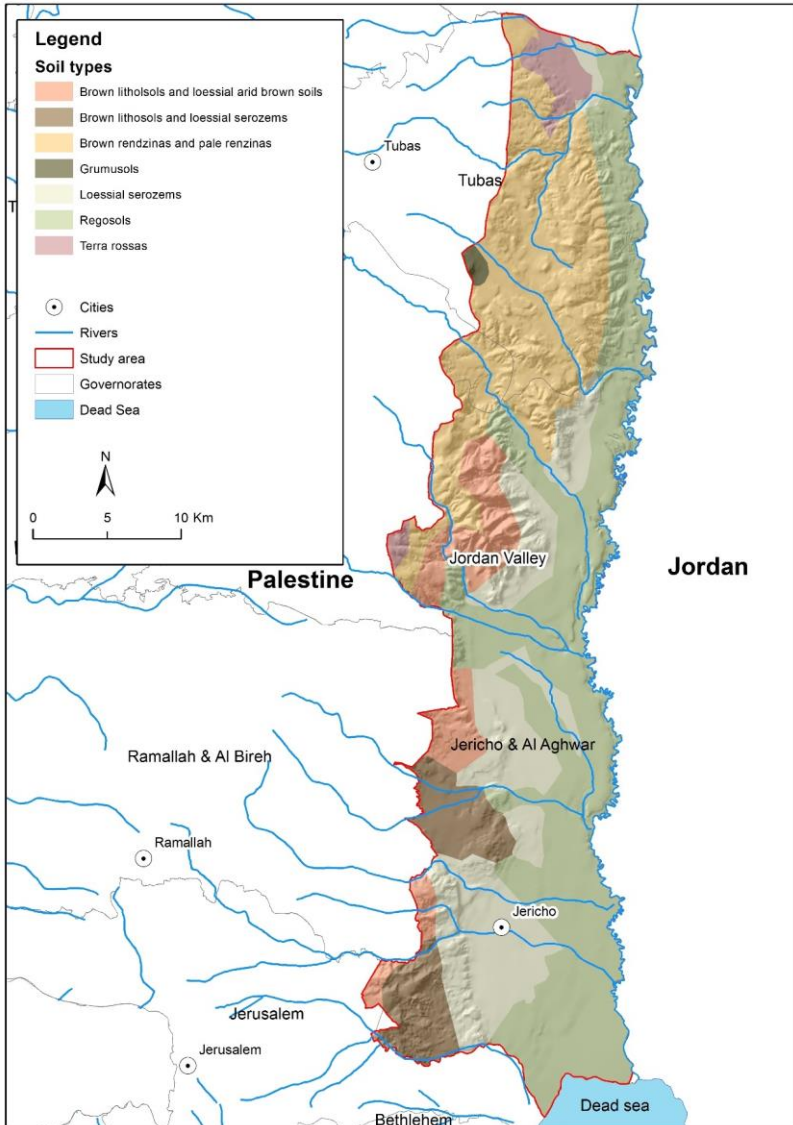 Legend
Soil types
Brown litholsols and loessial arid brown soils
Brown lithosols and loessial serozems
Brown rendzinas and pale renzinas
Grumusols
Loessial serozems
Regosols
Terra rossas
Cities
Rivers
Study area
Governorates
Dead Sea
N
0 5 10 Km
Tubas
Tubas
T
Jordan Valley
Palestine
Jordan
Ramallah & Al Bireh
Jericho & Al Aghwar
Ramallah
Jericho
Jerusalem
Jerusalem
Dead sea
Bethlehem